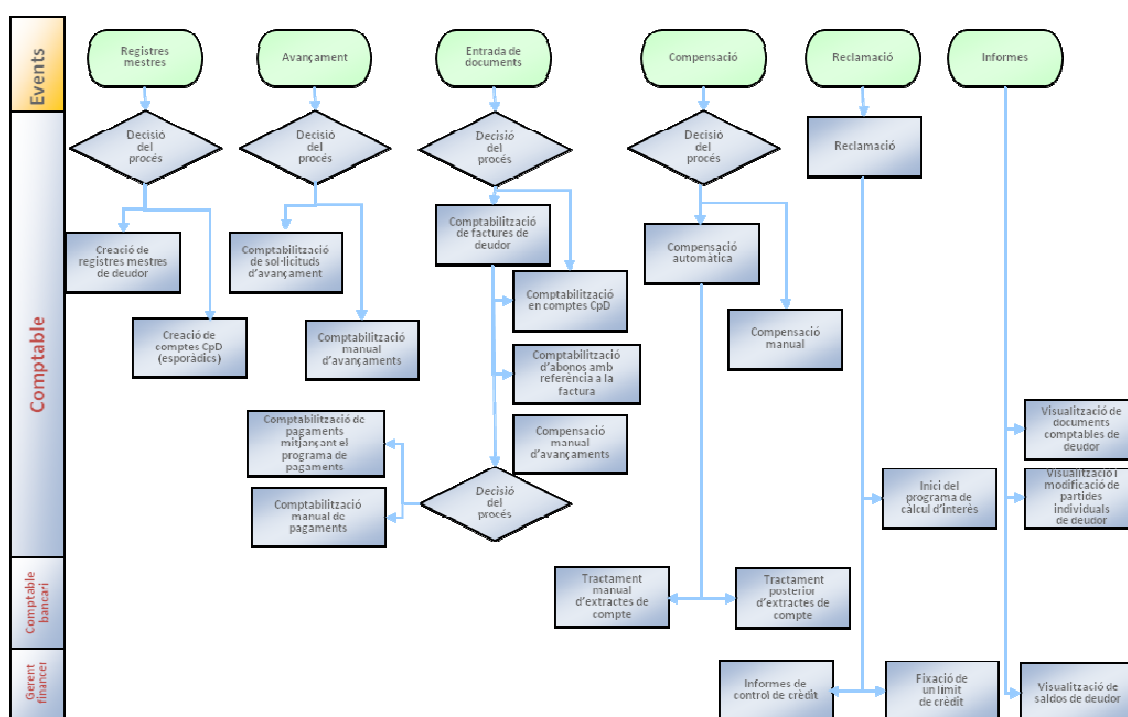 Events
Registres
mestres
Avançament
Entrada de
documents
Compensació
Reclamació
Informes
Comptable
Decisió
del
procés
Decisió
del
procés
Decisió
del
procés
Decisió
del
procés
Reclamació
Creació de
registres mestres
de deudor
Comptabilització
de sol·licituds
d'avançament
Comptabilització
de factures de
deudor
Compensació
automàtica
Creació de
comptes CpD
(esporàdics)
Comptabilització
manual
d'avançaments
Comptabilització
en comptes CpD
Compensació
manual
Comptabilització
d'abonos amb
referència a la
factura
Comptabilització de
pagaments
mitjançant el
programa de
pagaments
Compensació
manual
d'avançaments
Visualització de
documents
comptables de
deudor
Comptabilització
manual de
pagaments
Decisió
del
procés
Inici del
programa de
càlcul d'interès
Visualització i
modificació de
partides
individuals
de deudor
Comptable
bancari
Tractament
manual
d'extractes de
compte
Tractament
posterior
d'extractes de
compte
Gerent
financer
Informes de
control de crèdit
Fixació de
un límit
de crèdit
Visualització de
saldos de deudor